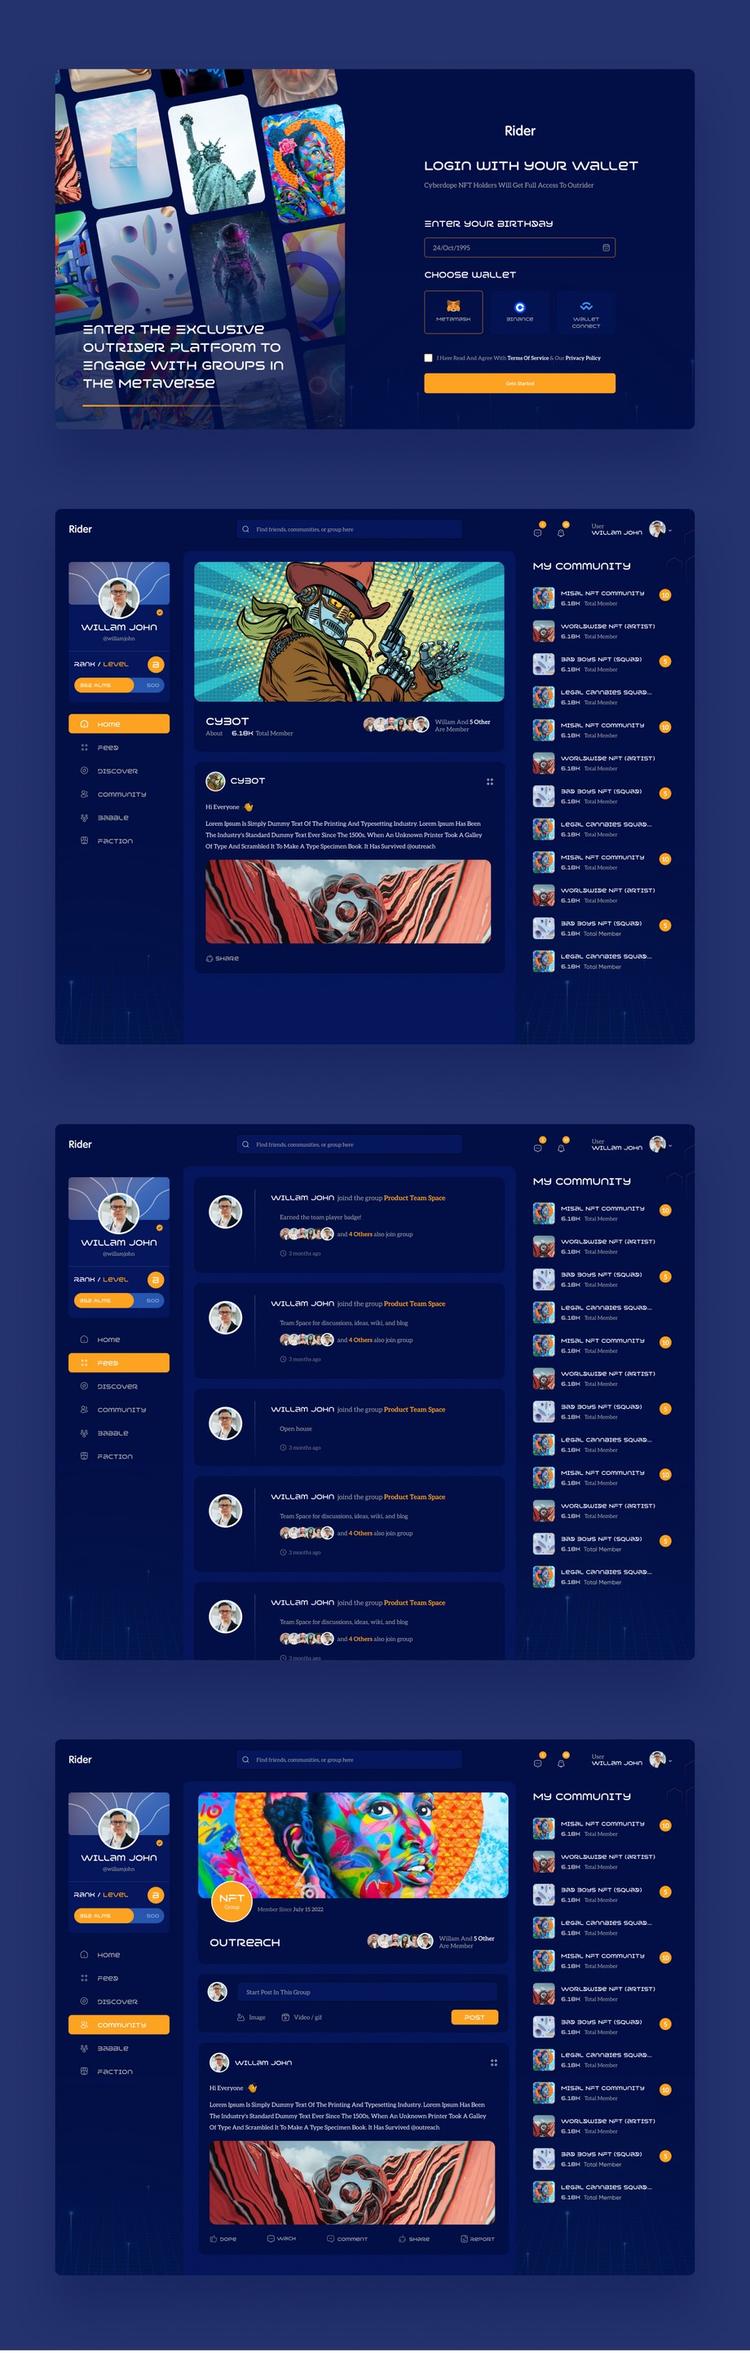 Rider
Login with your wallet
Cyberdope NFT Holders Will Get Full Access To Outrider
Enter your birthday
24/Oct/1995
Choose wallet
Metamask
Binance
Wallet
Connect
I Have Read And Agree With Terms Of Service & Our Privacy Policy
Gets Started
Enter the exclusive
outrider platform to
engage with groups in
the metaverse
Rider
Find friends, communities, or group here
User
Willam John
Willam John
@willamjohn
Rank / Level
500
Home
Feed
Discover
Community
Babble
Faction
Cybot
About 6.18K Total Member
Willam And 5 Other
Are Member
Cybot
Hi Everyone
Lorem Ipsum Is Simply Dummy Text Of The Printing And Typesetting Industry. Lorem Ipsum Has Been
The Industry's Standard Dummy Text Ever Since The 1500s, When An Unknown Printer Took A Galley
Of Type And Scrambled It To Make A Type Specimen Book. It Has Survived @outreach
Share
My Community
Misal NFT Community
6.18K Total Member
10
Worldwide NFT (Artist)
6.18K Total Member
Bad Boys NFT (Squad)
6.18K Total Member
5
Legal Cannabies Squad...
6.18K Total Member
Misal NFT Community
6.18K Total Member
10
Worldwide NFT (Artist)
6.18K Total Member
Bad Boys NFT (Squad)
6.18K Total Member
5
Legal Cannabies Squad...
6.18K Total Member
Misal NFT Community
6.18K Total Member
10
Worldwide NFT (Artist)
6.18K Total Member
Bad Boys NFT (Squad)
6.18K Total Member
5
Legal Cannabies Squad...
6.18K Total Member
Rider
Find friends, communities, or group here
User
Willam John
Willam John
@willamjohn
Rank / Level
500
Home
Feed
Discover
Community
Babble
Faction
Willam John joind the group Product Team Space
Earned the team player badge!
and 4 Others also join group
3 months ago
Willam John joind the group Product Team Space
Team Space for discussions, ideas, wiki, and blog
and 4 Others also join group
3 months ago
Willam John joind the group Product Team Space
Open house
3 months ago
Willam John joind the group Product Team Space
Team Space for discussions, ideas, wiki, and blog
and 4 Others also join group
3 months ago
Willam John joind the group Product Team Space
Team Space for discussions, ideas, wiki, and blog
and 4 Others also join group
3 months ago
My Community
Misal NFT Community
6.18K Total Member
10
Worldwide NFT (Artist)
6.18K Total Member
Bad Boys NFT (Squad)
6.18K Total Member
5
Legal Cannabies Squad...
6.18K Total Member
Misal NFT Community
6.18K Total Member
10
Worldwide NFT (Artist)
6.18K Total Member
Bad Boys NFT (Squad)
6.18K Total Member
5
Legal Cannabies Squad...
6.18K Total Member
Misal NFT Community
6.18K Total Member
10
Worldwide NFT (Artist)
6.18K Total Member
Bad Boys NFT (Squad)
6.18K Total Member
5
Legal Cannabies Squad...
6.18K Total Member
Rider
Find friends, communities, or group here
User
Willam John
Willam John
@willamjohn
Rank / Level
500
Home
Feed
Discover
Community
Babble
Faction
NFT
Group
Member Since July 15 2022
Outreach
Willam And 5 Other
Are Member
Start Post In This Group
Image
Video / gif
Post
Willam John
Hi Everyone
Lorem Ipsum Is Simply Dummy Text Of The Printing And Typesetting Industry. Lorem Ipsum Has Been
The Industry's Standard Dummy Text Ever Since The 1500s, When An Unknown Printer Took A Galley
Of Type And Scrambled It To Make A Type Specimen Book. It Has Survived @outreach
Dope
Wach
Comment
Share
Report
My Community
Misal NFT Community
6.18K Total Member
10
Worldwide NFT (Artist)
6.18K Total Member
Bad Boys NFT (Squad)
6.18K Total Member
5
Legal Cannabies Squad...
6.18K Total Member
Misal NFT Community
6.18K Total Member
10
Worldwide NFT (Artist)
6.18K Total Member
Bad Boys NFT (Squad)
6.18K Total Member
5
Legal Cannabies Squad...
6.18K Total Member
Misal NFT Community
6.18K Total Member
10
Worldwide NFT (Artist)
6.18K Total Member
Bad Boys NFT (Squad)
6.18K Total Member
5
Legal Cannabies Squad...
6.18K Total Member